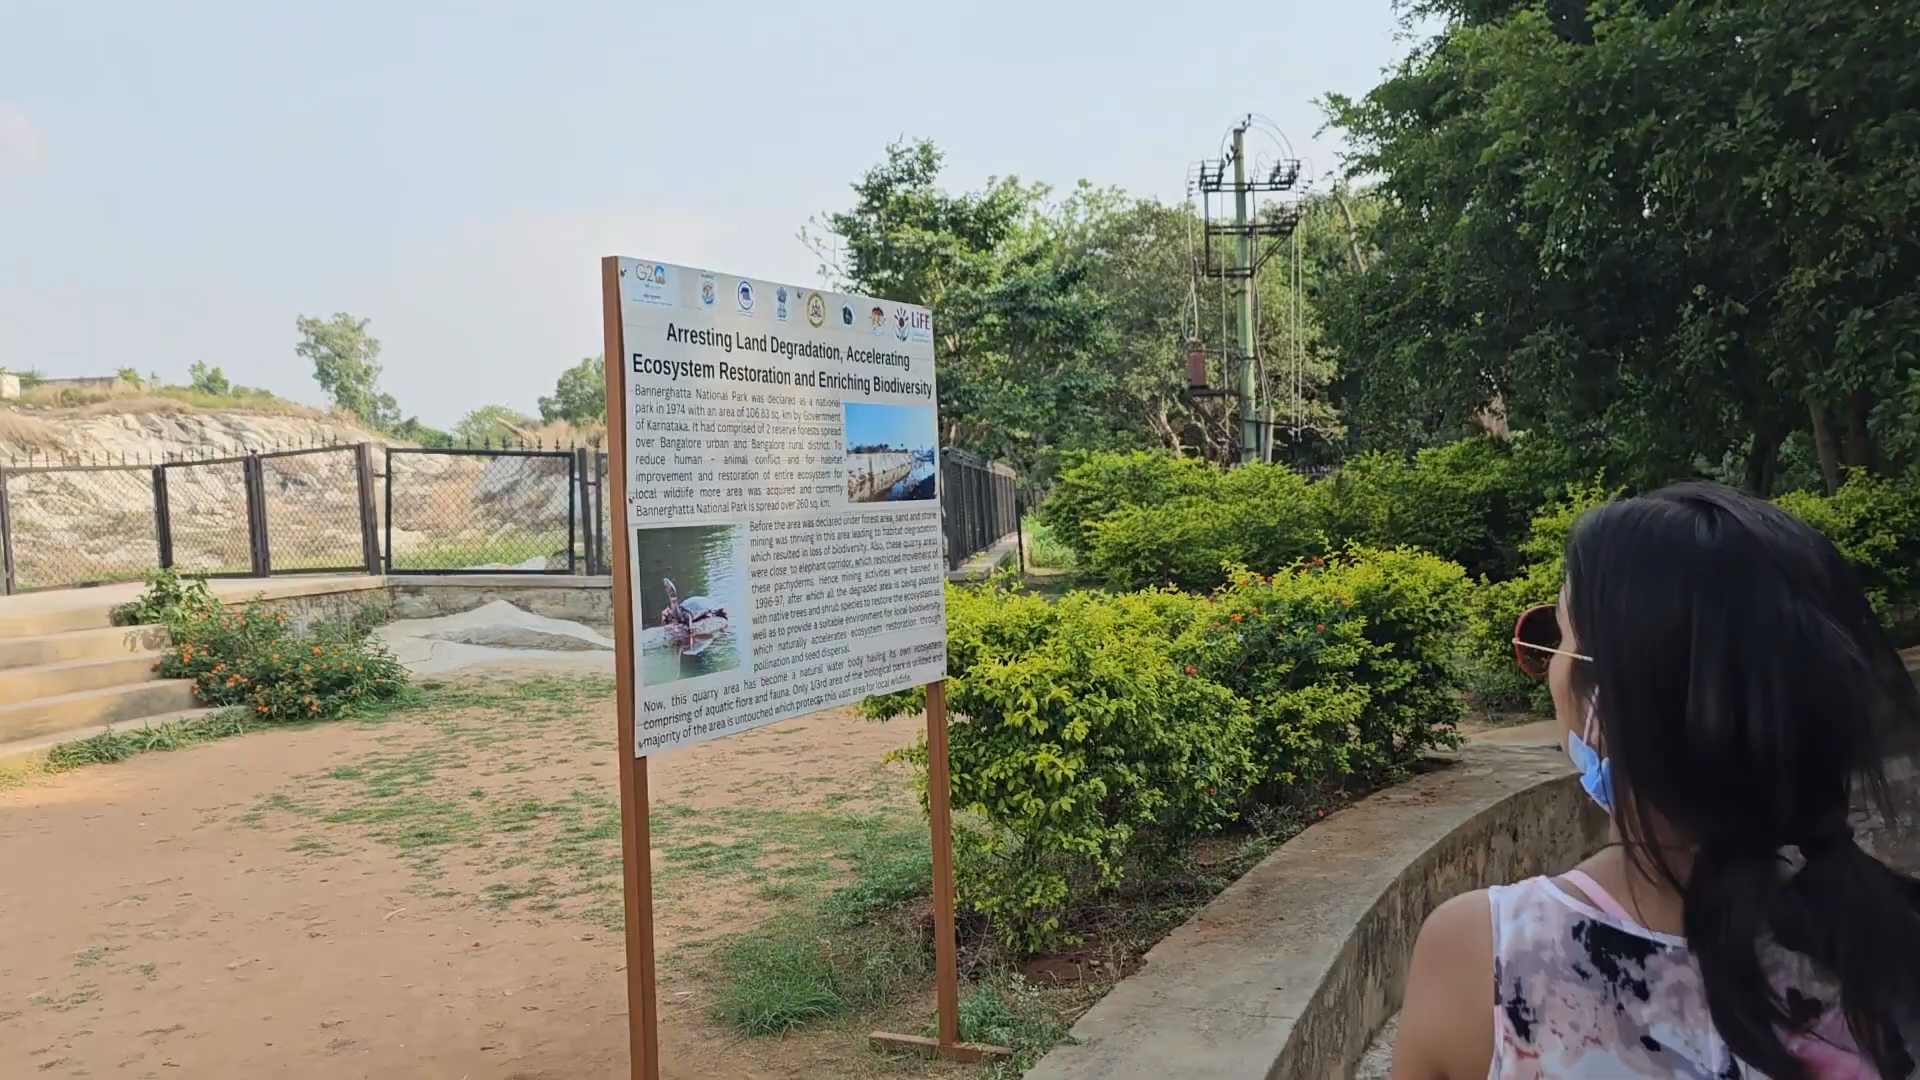 G20
LiFE
Arresting Land Degradation, Accelerating
Ecosystem Restoration and Enriching Biodiversity
Bannerghatta National Park was declared as a national
park in 1974 with an area of 106.83 sq. km by Government
of Karnataka. It had comprised of 2 reserve forests spread
over Bangalore urban and Bangalore rural district. To
reduce human - animal conflict and for habitat
improvement and restoration of entire ecosystem for
local wildlife more area was acquired and currently
Bannerghatta National Park is spread over 260 sq. km.
Before the area was declared under forest area, sand and stone
mining was thriving in this area leading to habitat degradation
which resulted in loss of biodiversity. Also, these quarry areas
were close to elephant corridor, which restricted movement of
these pachyderms. Hence mining activities were banned in
1996-97, after which all the degraded area is being planted
with native trees and shrub species to restore the ecosystem as
well as to provide a suitable environment for local biodiversity
which naturally accelerates ecosystem restoration through
pollination and seed dispersal.
Now, this quarry area has become a natural water body having its own ecosystem
comprising of aquatic flora and fauna. Only 1/3rd area of the biological park is utilized and
majority of the area is untouched which protects this vast area for local wildlife.